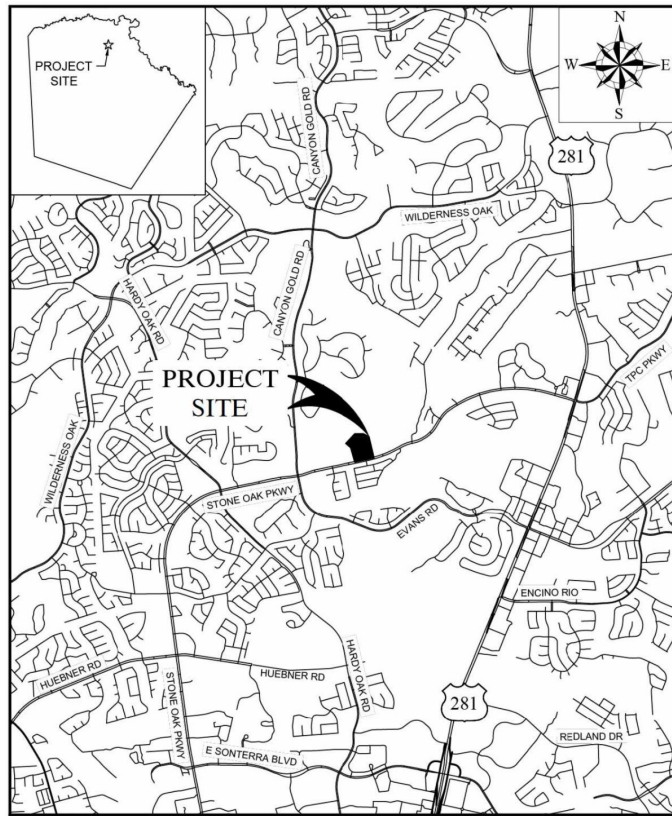 PROJECT
SITE
N
W
E
S
CANYON GOLD RD
281
WILDERNESS OAK
HARDY OAK RD
CANYON GOLD RD
TPC PKWY
PROJECT
SITE
WILDERNESS OAK
STONE OAK PKWY
EVANS RD
ENCINO RIO
HUEBNER RD
HUEBNER RD
STONE OAK PKWY
HARDY OAK RD
281
REDLAND DR
E SONTERRA BLVD